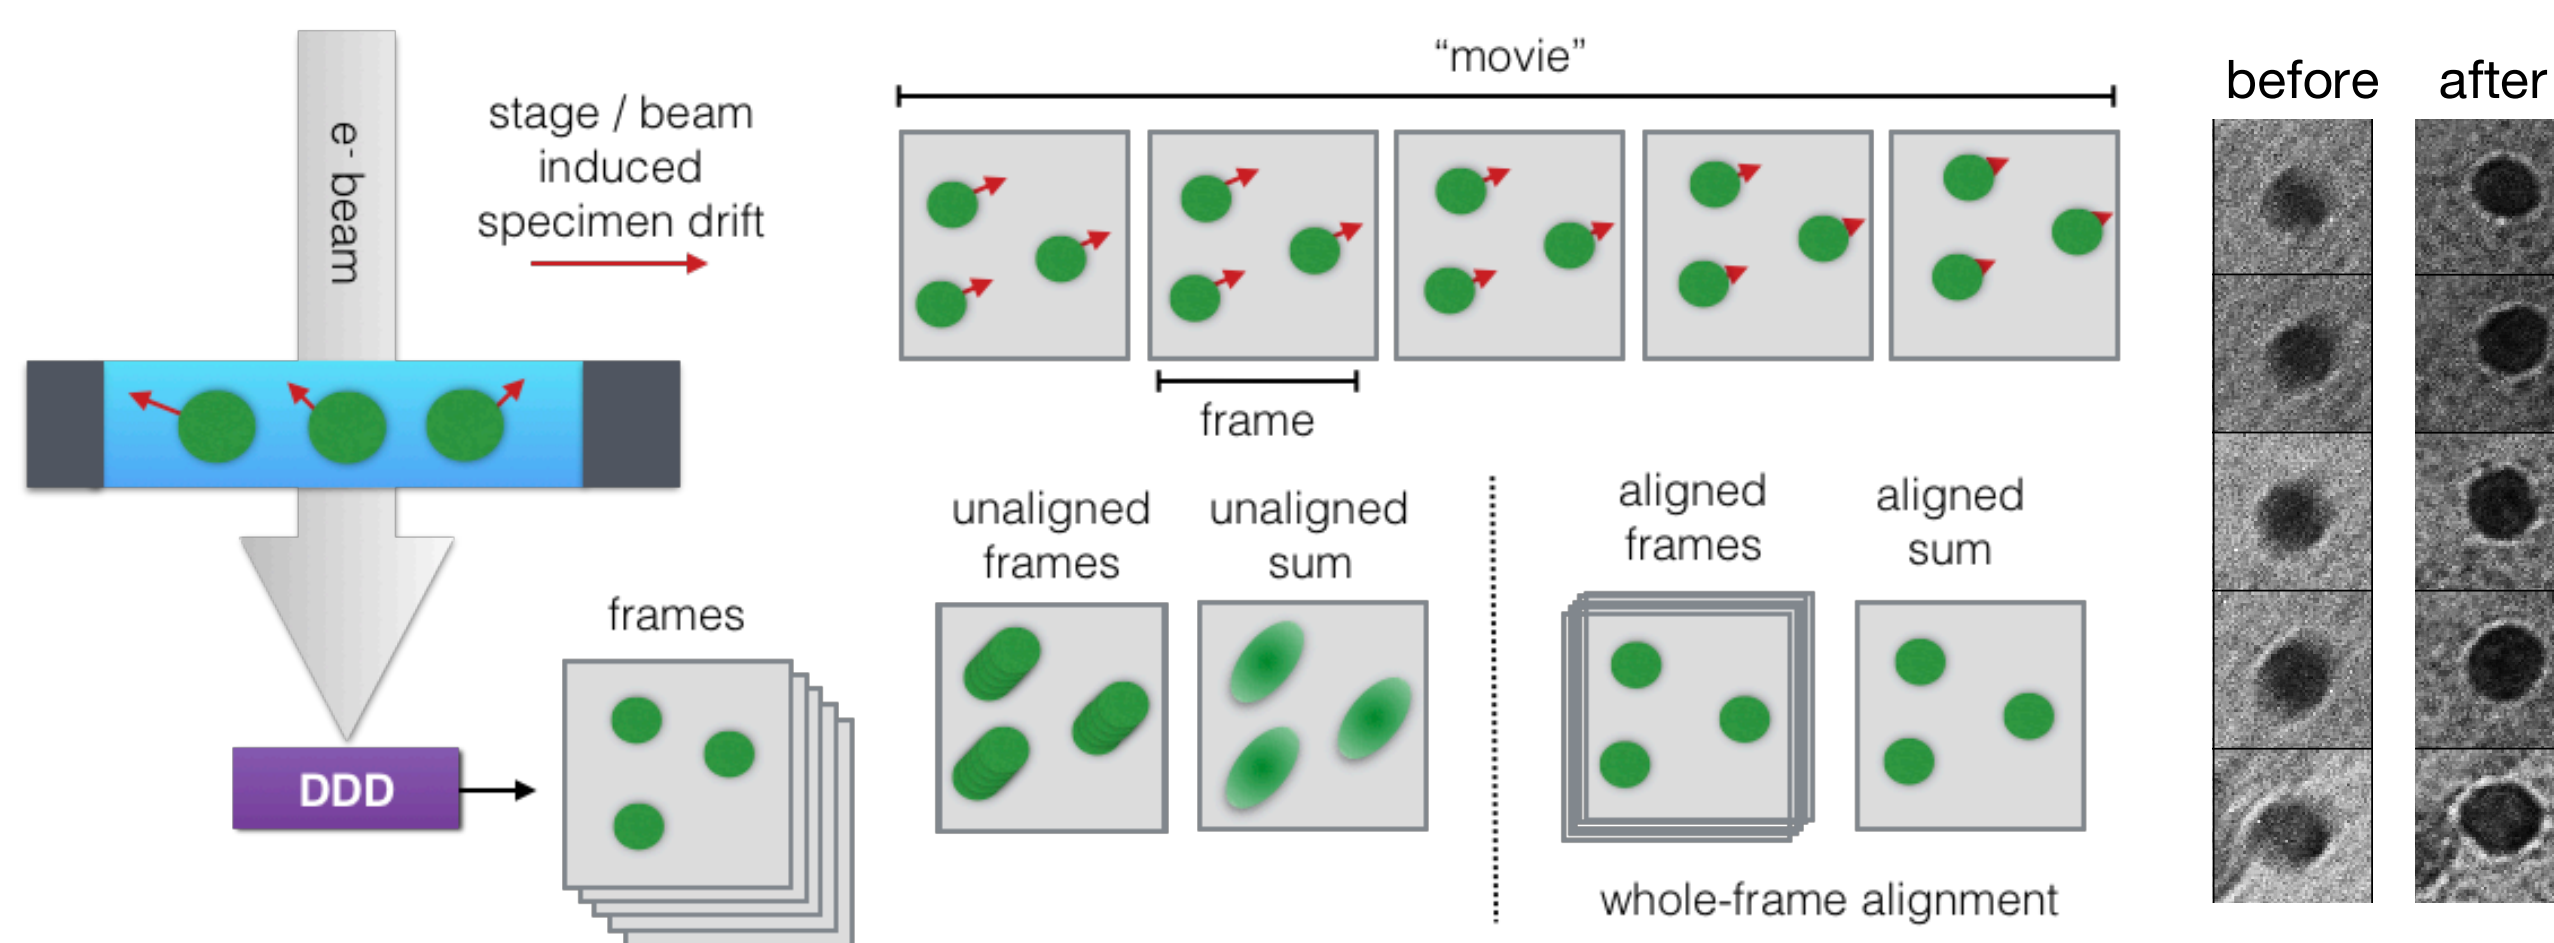 e- beam
stage / beam
induced
specimen drift
DDD
frames
“movie”
frame
unaligned
frames
unaligned
sum
aligned
frames
aligned
sum
whole-frame alignment
before
after